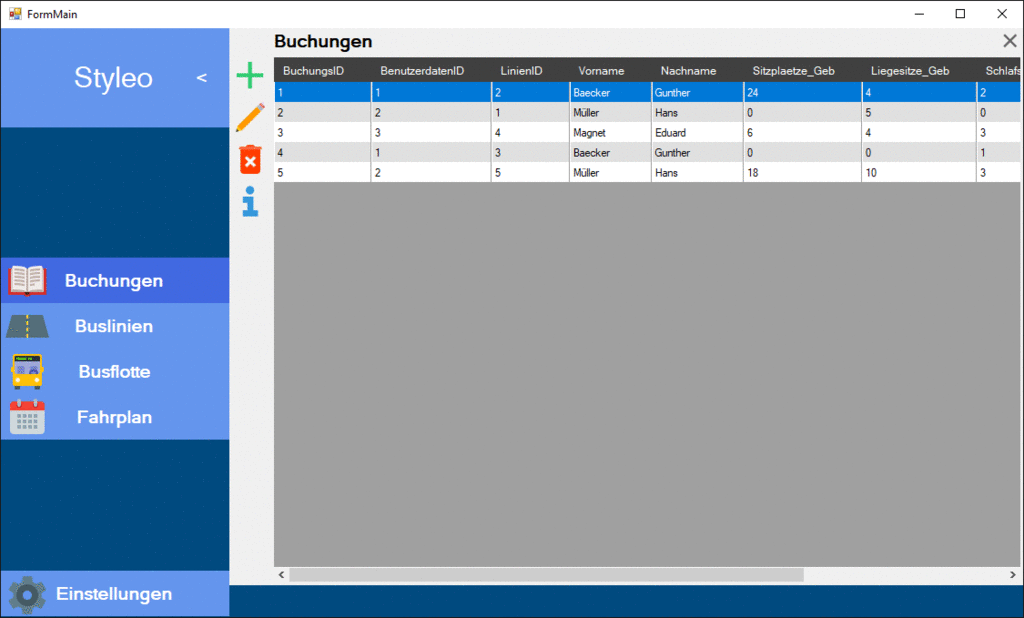 FormMain
Styleo <
Buchungen
Buslinien
Busflotte
Fahrplan
Einstellungen
Buchungen
BuchungsID BenutzerdatenID LinienID Vorname Nachname Sitzplaetze_Geb Liegesitze_Geb Schlafs
1 1 2 Baecker Gunther 24 4 2
2 2 1 Müller Hans 0 5 0
3 3 4 Magnet Eduard 6 4 3
4 1 3 Baecker Gunther 0 0 1
5 2 5 Müller Hans 18 10 3